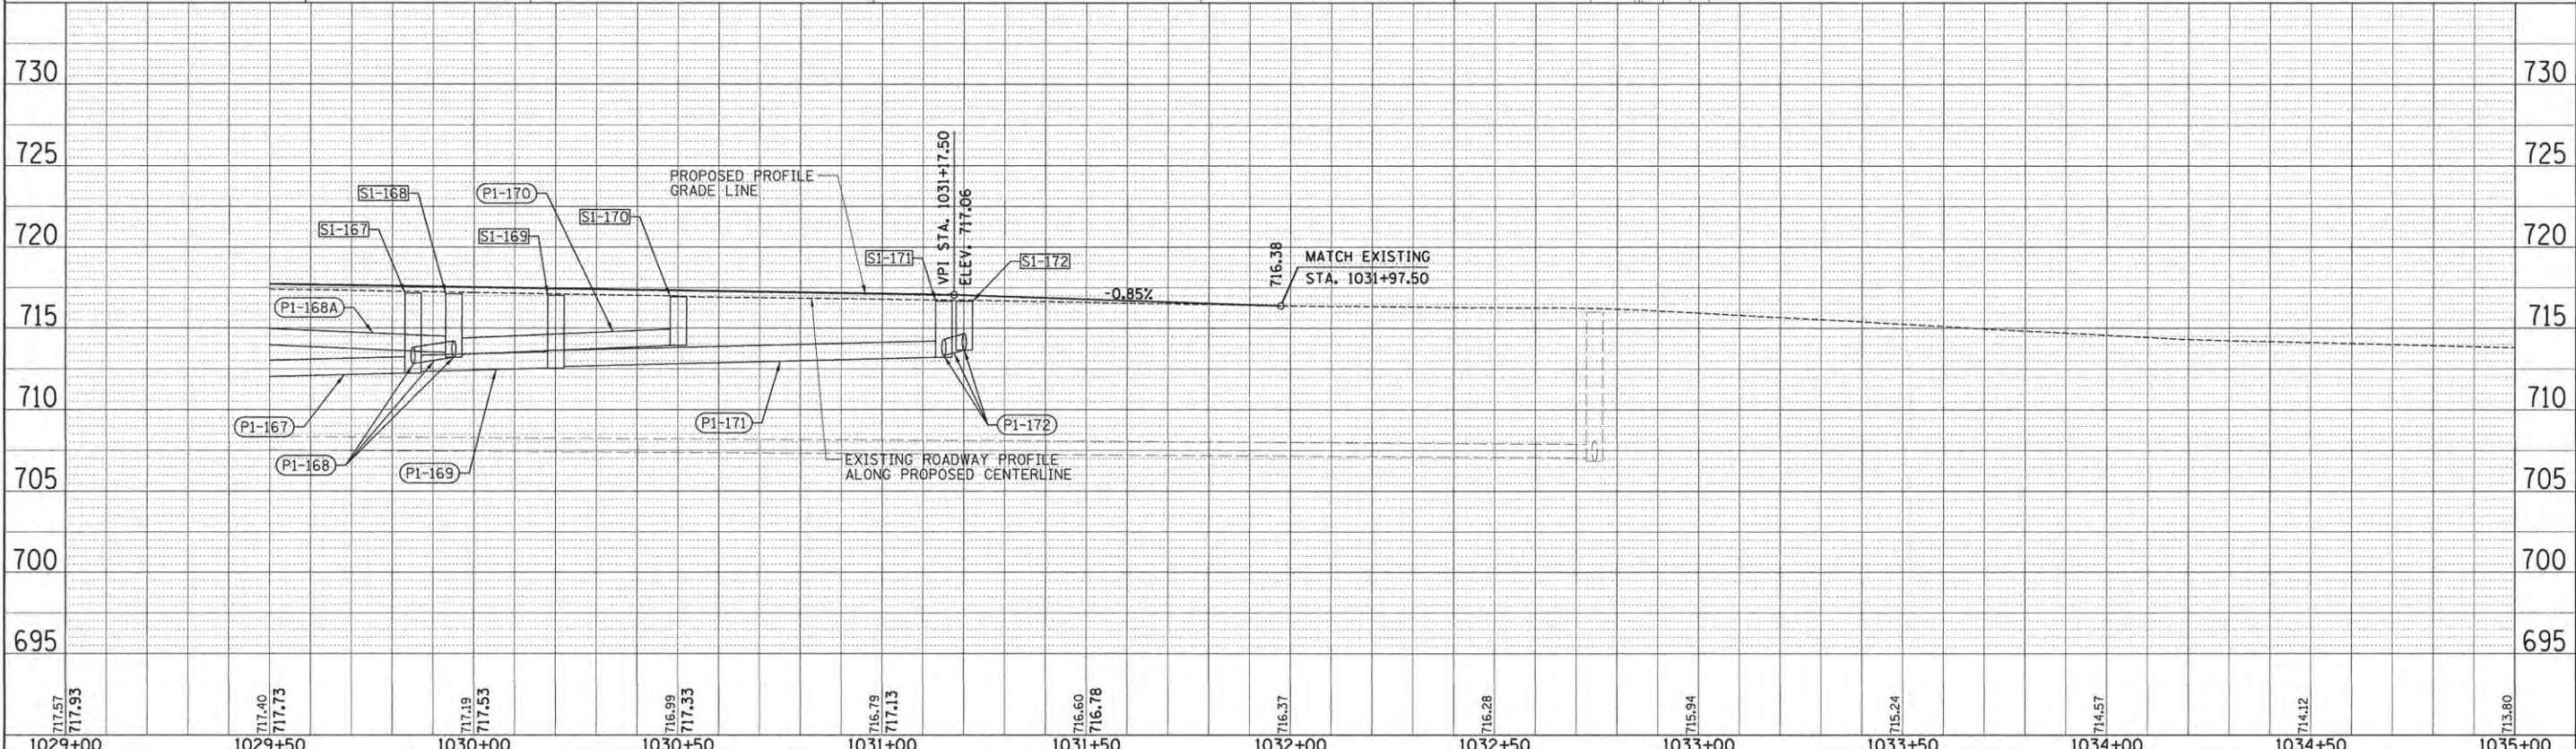 730
730
725
725
720
720
715
715
710
710
705
705
700
700
695
695
S1-167
S1-168
P1-170
S1-169
S1-170
PROPOSED PROFILE
GRADE LINE
S1-171
VPI STA. 1031+17.50
ELEV. 717.06
S1-172
-0.85%
716.38
MATCH EXISTING
STA. 1031+97.50
P1-168A
P1-167
P1-168
P1-169
P1-171
P1-172
EXISTING ROADWAY PROFILE
ALONG PROPOSED CENTERLINE
717.57
717.93
717.40
717.73
717.19
717.53
716.99
717.33
716.79
717.13
716.60
716.78
716.37
716.28
715.94
715.24
714.57
714.12
713.80
1029+00
1029+50
1030+00
1030+50
1031+00
1031+50
1032+00
1032+50
1033+00
1033+50
1034+00
1034+50
1035+00